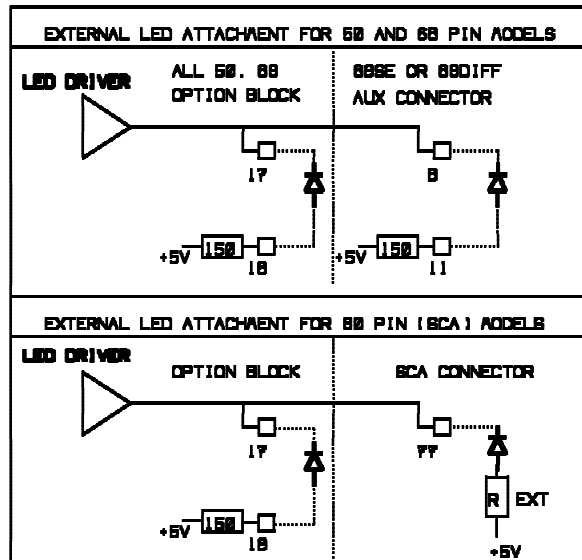 EXTERNAL LED ATTACHMENT FOR 50 AND 68 PIN MODELS
LED DRIVER
ALL 50. 68
OPTION BLOCK
68SE OR 68DIFF
AUX CONNECTOR
17
8
+5V
150
18
+5V
150
11
EXTERNAL LED ATTACHMENT FOR 80 PIN (SCA) MODELS
LED DRIVER
OPTION BLOCK
SCA CONNECTOR
17
77
R
EXT
+5V
150
18
+5V